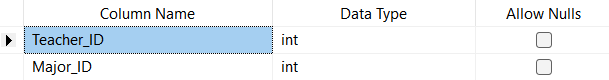 Column Name Data Type Allow Nulls
Teacher_ID int
Major_ID int